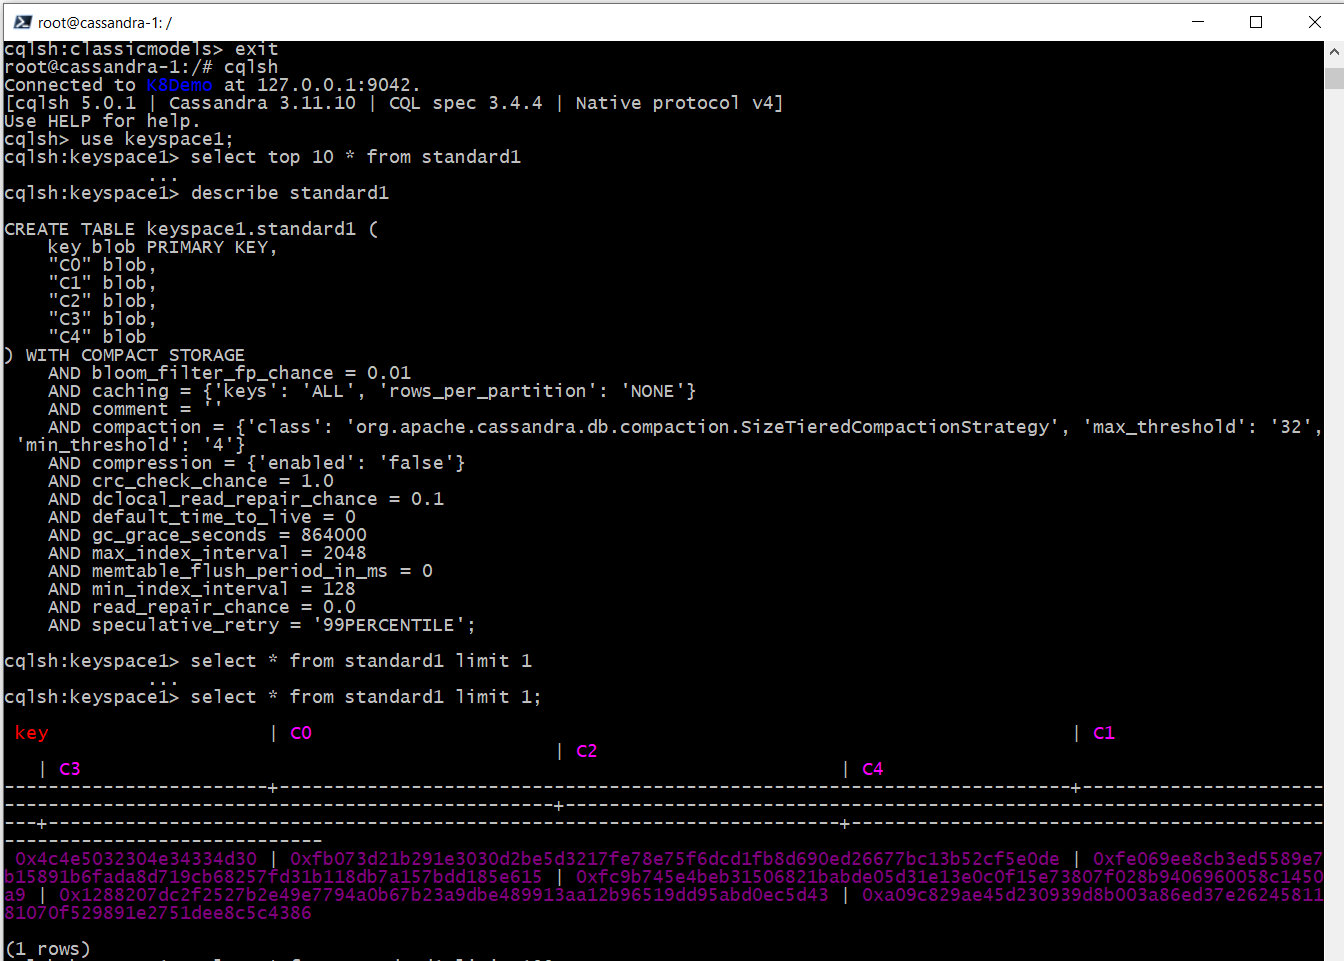 root@cassandra-1: /
cqlsh:classicmodels> exit
root@cassandra-1:/# cqlsh
Connected to K8Demo at 127.0.0.1:9042.
[cqlsh 5.0.1 | Cassandra 3.11.10 | CQL spec 3.4.4 | Native protocol v4]
Use HELP for help.
cqlsh> use keyspace1;
cqlsh:keyspace1> select top 10 * from standard1
...
cqlsh:keyspace1> describe standard1
CREATE TABLE keyspace1.standard1 (
key blob PRIMARY KEY,
"C0" blob,
"C1" blob,
"C2" blob,
"C3" blob,
"C4" blob
) WITH COMPACT STORAGE
AND bloom_filter_fp_chance = 0.01
AND caching = {'keys': 'ALL', 'rows_per_partition': 'NONE'}
AND comment = ''
AND compaction = {'class': 'org.apache.cassandra.db.compaction.SizeTieredCompactionStrategy', 'max_threshold': '32',
'min_threshold': '4'}
AND compression = {'enabled': 'false'}
AND crc_check_chance = 1.0
AND dclocal_read_repair_chance = 0.1
AND default_time_to_live = 0
AND gc_grace_seconds = 864000
AND max_index_interval = 2048
AND memtable_flush_period_in_ms = 0
AND min_index_interval = 128
AND read_repair_chance = 0.0
AND speculative_retry = '99PERCENTILE';
cqlsh:keyspace1> select * from standard1 limit 1
...
cqlsh:keyspace1> select * from standard1 limit 1;
key | C0 | C1
| C2
| C3 | C4
------------------------+------------------------------------------------------------------------+----------------------
--------------------------------------------------+---------------------------------------------------------------------
---+------------------------------------------------------------------------+-------------------------------------------
-----------------------------
0x4c4e5032304e34334d30 | 0xfb073d21b291e3030d2be5d3217fe78e75f6dcd1fb8d690ed26677bc13b52cf5e0de | 0xfe069ee8cb3ed5589e7
b15891b6fada8d719cb68257fd31b118db7a157bdd185e615 | 0xfc9b745e4beb31506821babde05d31e13e0c0f15e73807f028b9406960058c1450
a9 | 0x1288207dc2f2527b2e49e7794a0b67b23a9dbe489913aa12b96519dd95abd0ec5d43 | 0xa09c829ae45d230939d8b003a86ed37e26245811
81070f529891e2751dee8c5c4386
(1 rows)